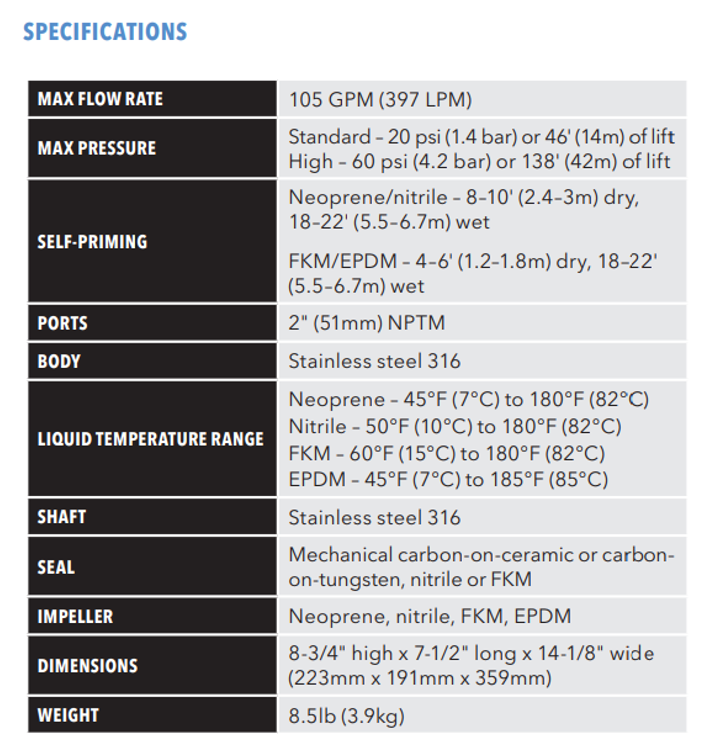 SPECIFICATIONS
MAX FLOW RATE
105 GPM (397 LPM)
MAX PRESSURE
Standard – 20 psi (1.4 bar) or 46' (14m) of lift
High – 60 psi (4.2 bar) or 138' (42m) of lift
SELF-PRIMING
Neoprene/nitrile – 8–10' (2.4–3m) dry,
18–22' (5.5–6.7m) wet
FKM/EPDM – 4–6' (1.2–1.8m) dry, 18–22'
(5.5–6.7m) wet
PORTS
2" (51mm) NPTM
BODY
Stainless steel 316
LIQUID TEMPERATURE RANGE
Neoprene – 45°F (7°C) to 180°F (82°C)
Nitrile – 50°F (10°C) to 180°F (82°C)
FKM – 60°F (15°C) to 180°F (82°C)
EPDM – 45°F (7°C) to 185°F (85°C)
SHAFT
Stainless steel 316
SEAL
Mechanical carbon-on-ceramic or carbon-
on-tungsten, nitrile or FKM
IMPELLER
Neoprene, nitrile, FKM, EPDM
DIMENSIONS
8-3/4" high x 7-1/2" long x 14-1/8" wide
(223mm x 191mm x 359mm)
WEIGHT
8.5lb (3.9kg)